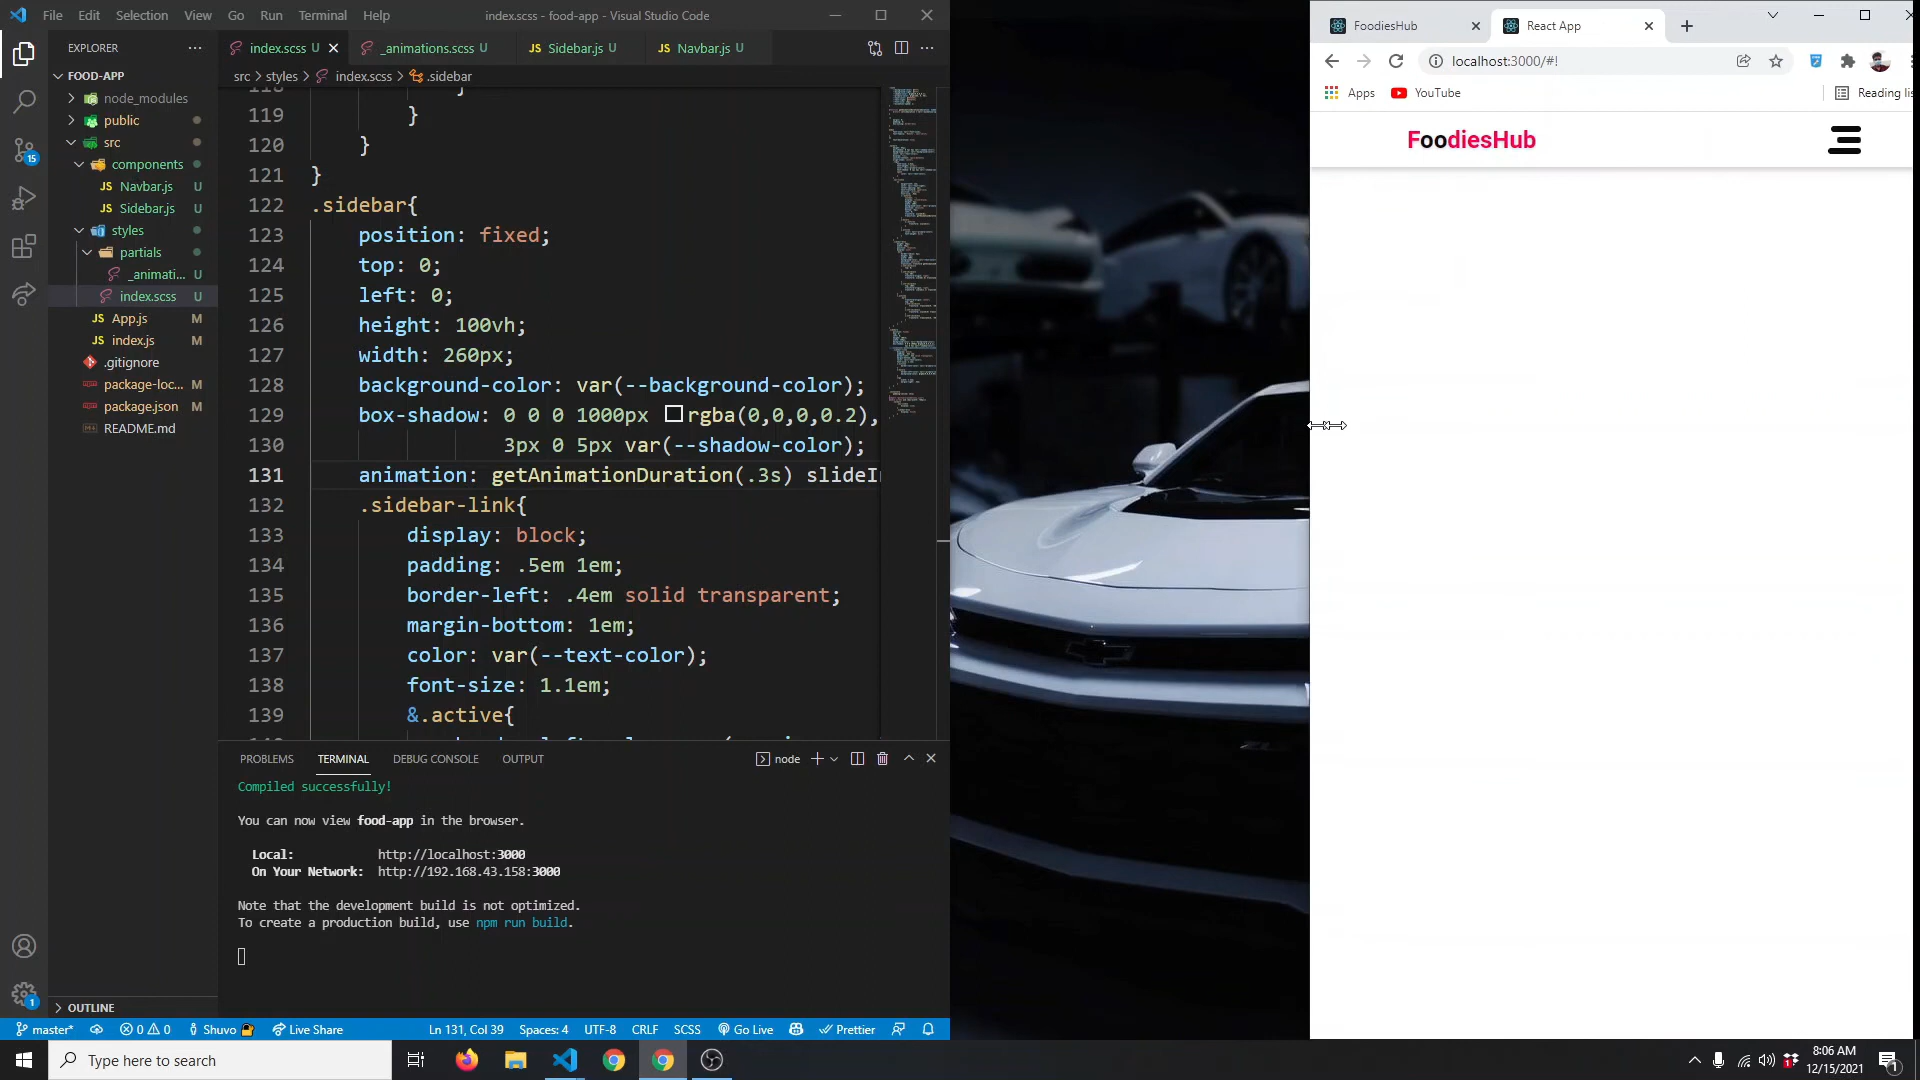 File Edit Selection View Go Run Terminal Help
index.scss - food-app - Visual Studio Code
EXPLORER
FOOD-APP
node_modules
public
src
components
JS Navbar.js U
JS Sidebar.js U
styles
partials
_animati... U
index.scss U
JS App.js M
JS index.js M
.gitignore
package-loc... M
package.json M
README.md
OUTLINE
15
1
index.scss U
_animations.scss U
JS Sidebar.js U
JS Navbar.js U
src > styles > index.scss > .sidebar
119 }
120 }
121 }
122 .sidebar{
123 position: fixed;
124 top: 0;
125 left: 0;
126 height: 100vh;
127 width: 260px;
128 background-color: var(--background-color);
129 box-shadow: 0 0 0 1000px rgba(0,0,0,0.2),
130 3px 0 5px var(--shadow-color);
131 animation: getAnimationDuration(.3s) slideI
132 .sidebar-link{
133 display: block;
134 padding: .5em 1em;
135 border-left: .4em solid transparent;
136 margin-bottom: 1em;
137 color: var(--text-color);
138 font-size: 1.1em;
139 &.active{
PROBLEMS TERMINAL DEBUG CONSOLE OUTPUT
node
Compiled successfully!
You can now view food-app in the browser.
Local: http://localhost:3000
On Your Network: http://192.168.43.158:3000
Note that the development build is not optimized.
To create a production build, use npm run build.
master* 0 0 Shuvo Live Share
Ln 131, Col 39 Spaces: 4 UTF-8 CRLF SCSS Go Live Prettier
FoodiesHub
React App
localhost:3000/#!
Apps YouTube
Reading lis
FoodiesHub
Type here to search
8:06 AM
12/15/2021
1